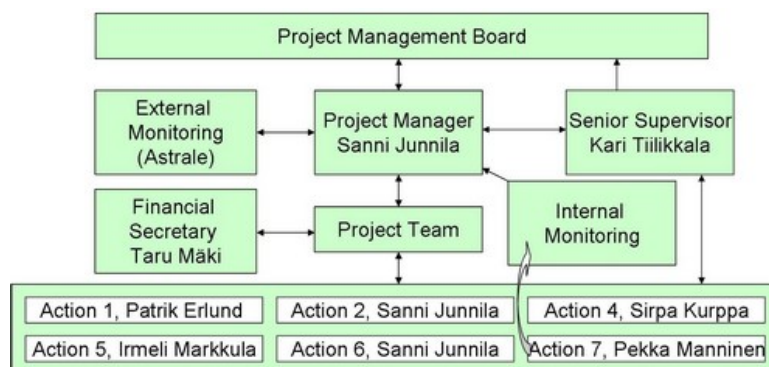 Project Management Board
External
Monitoring
(Astrale)
Project Manager
Sanni Junnila
Senior Supervisor
Kari Tiilikkala
Financial
Secretary
Taru Mäki
Project Team
Internal
Monitoring
Action 1, Patrik Erlund
Action 2, Sanni Junnila
Action 4, Sirpa Kurppa
Action 5, Irmeli Markkula
Action 6, Sanni Junnila
Action 7, Pekka Manninen